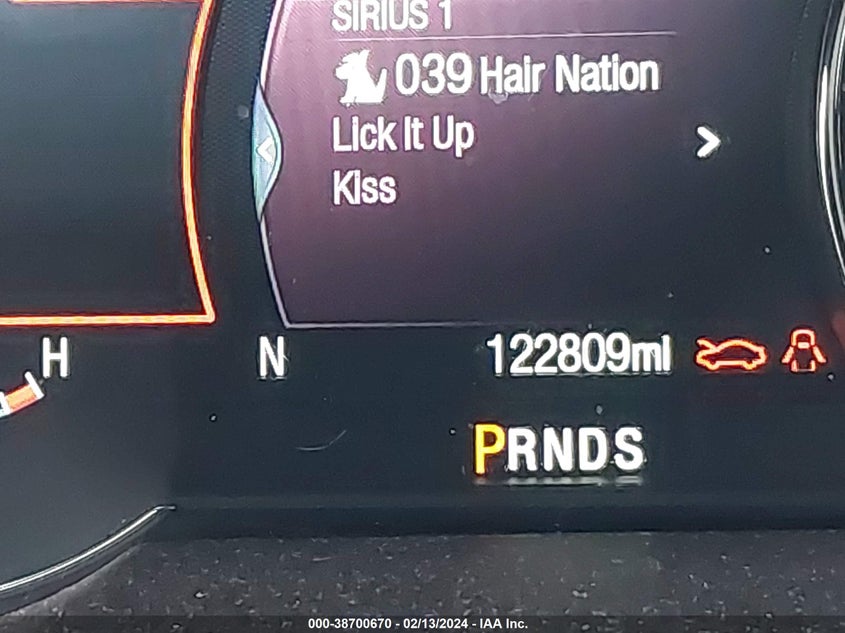 SIRIUS 1
039 Hair Nation
Lick It Up
Kiss
H
N
122809mi
PRNDS
000-38700670 - 02/13/2024 - IAA Inc.